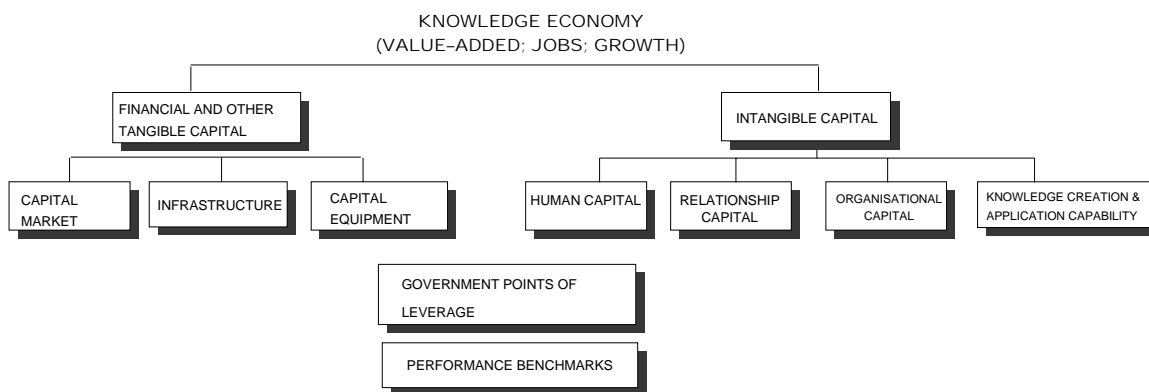 KNOWLEDGE ECONOMY
(VALUE–ADDED; JOBS; GROWTH)
FINANCIAL AND OTHER
TANGIBLE CAPITAL
INTANGIBLE CAPITAL
CAPITAL
MARKET
INFRASTRUCTURE
CAPITAL
EQUIPMENT
HUMAN CAPITAL
RELATIONSHIP
CAPITAL
ORGANISATIONAL
CAPITAL
KNOWLEDGE CREATION &
APPLICATION CAPABILITY
GOVERNMENT POINTS OF
LEVERAGE
PERFORMANCE BENCHMARKS